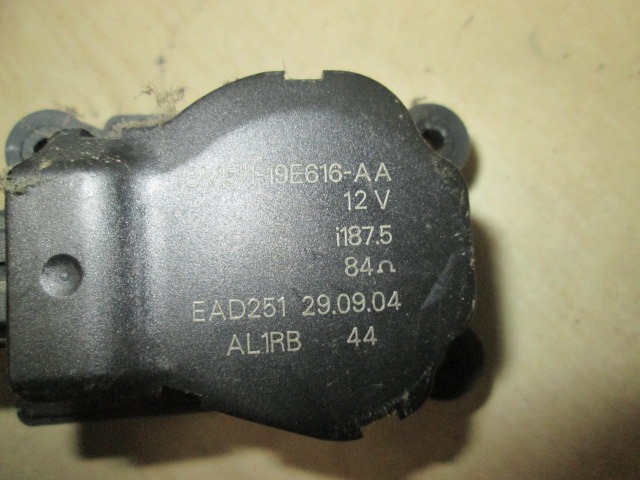 19E616-AA
12 V
i187.5
84Ω
EAD251 29.09.04
AL1RB 44